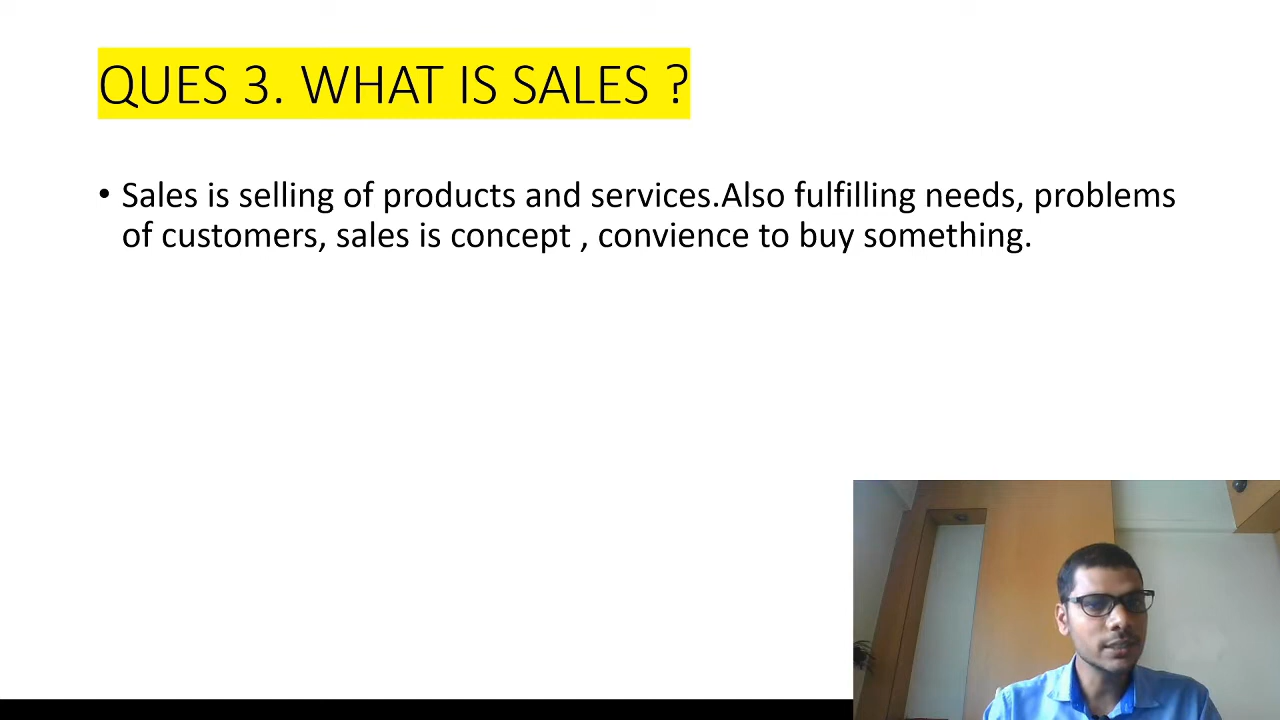 QUES 3. WHAT IS SALES ?
• Sales is selling of products and services.Also fulfilling needs, problems
of customers, sales is concept , convience to buy something.